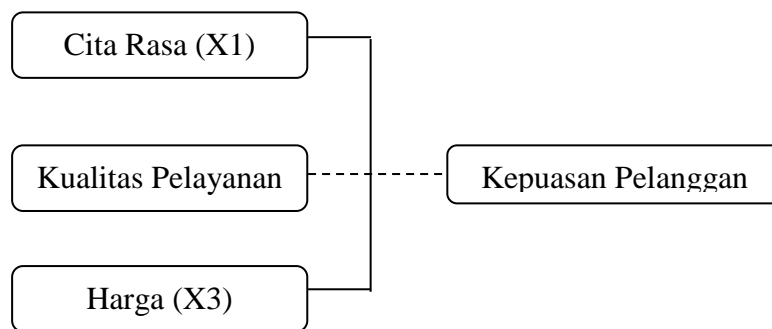 Cita Rasa (X1)
Kualitas Pelayanan
Kepuasan Pelanggan
Harga (X3)